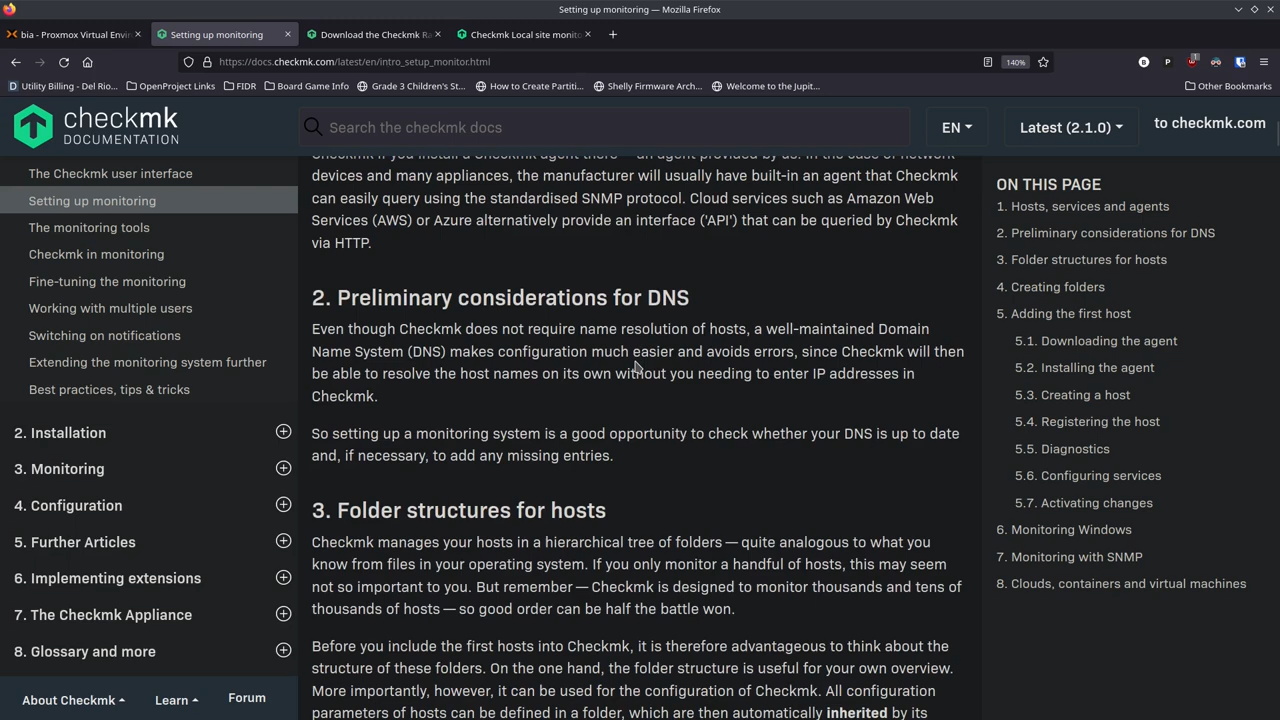 Setting up monitoring — Mozilla Firefox
bia - Proxmox Virtual Envir
Setting up monitoring
Download the Checkmk Ra
Checkmk Local site monito
https://docs.checkmk.com/latest/en/intro_setup_monitor.html
140%
Utility Billing - Del Rio...
OpenProject Links
FIDR
Board Game Info
Grade 3 Children's St...
How to Create Partiti...
Shelly Firmware Arch...
Welcome to the Jupit...
Other Bookmarks
checkmk
DOCUMENTATION
Search the checkmk docs
EN
Latest (2.1.0)
to checkmk.com
The Checkmk user interface
Setting up monitoring
The monitoring tools
Checkmk in monitoring
Fine-tuning the monitoring
Working with multiple users
Switching on notifications
Extending the monitoring system further
Best practices, tips & tricks
2. Installation
3. Monitoring
4. Configuration
5. Further Articles
6. Implementing extensions
7. The Checkmk Appliance
8. Glossary and more
About Checkmk
Learn
Forum
Checkmk if you install a Checkmk agent there — an agent provided by us. In the case of network
devices and many appliances, the manufacturer will usually have built-in an agent that Checkmk
can easily query using the standardised SNMP protocol. Cloud services such as Amazon Web
Services (AWS) or Azure alternatively provide an interface ('API') that can be queried by Checkmk
via HTTP.
2. Preliminary considerations for DNS
Even though Checkmk does not require name resolution of hosts, a well-maintained Domain
Name System (DNS) makes configuration much easier and avoids errors, since Checkmk will then
be able to resolve the host names on its own without you needing to enter IP addresses in
Checkmk.
So setting up a monitoring system is a good opportunity to check whether your DNS is up to date
and, if necessary, to add any missing entries.
3. Folder structures for hosts
Checkmk manages your hosts in a hierarchical tree of folders — quite analogous to what you
know from files in your operating system. If you only monitor a handful of hosts, this may seem
not so important to you. But remember — Checkmk is designed to monitor thousands and tens of
thousands of hosts — so good order can be half the battle won.
Before you include the first hosts into Checkmk, it is therefore advantageous to think about the
structure of these folders. On the one hand, the folder structure is useful for your own overview.
More importantly, however, it can be used for the configuration of Checkmk. All configuration
parameters of hosts can be defined in a folder, which are then automatically inherited by its
ON THIS PAGE
1. Hosts, services and agents
2. Preliminary considerations for DNS
3. Folder structures for hosts
4. Creating folders
5. Adding the first host
5.1. Downloading the agent
5.2. Installing the agent
5.3. Creating a host
5.4. Registering the host
5.5. Diagnostics
5.6. Configuring services
5.7. Activating changes
6. Monitoring Windows
7. Monitoring with SNMP
8. Clouds, containers and virtual machines